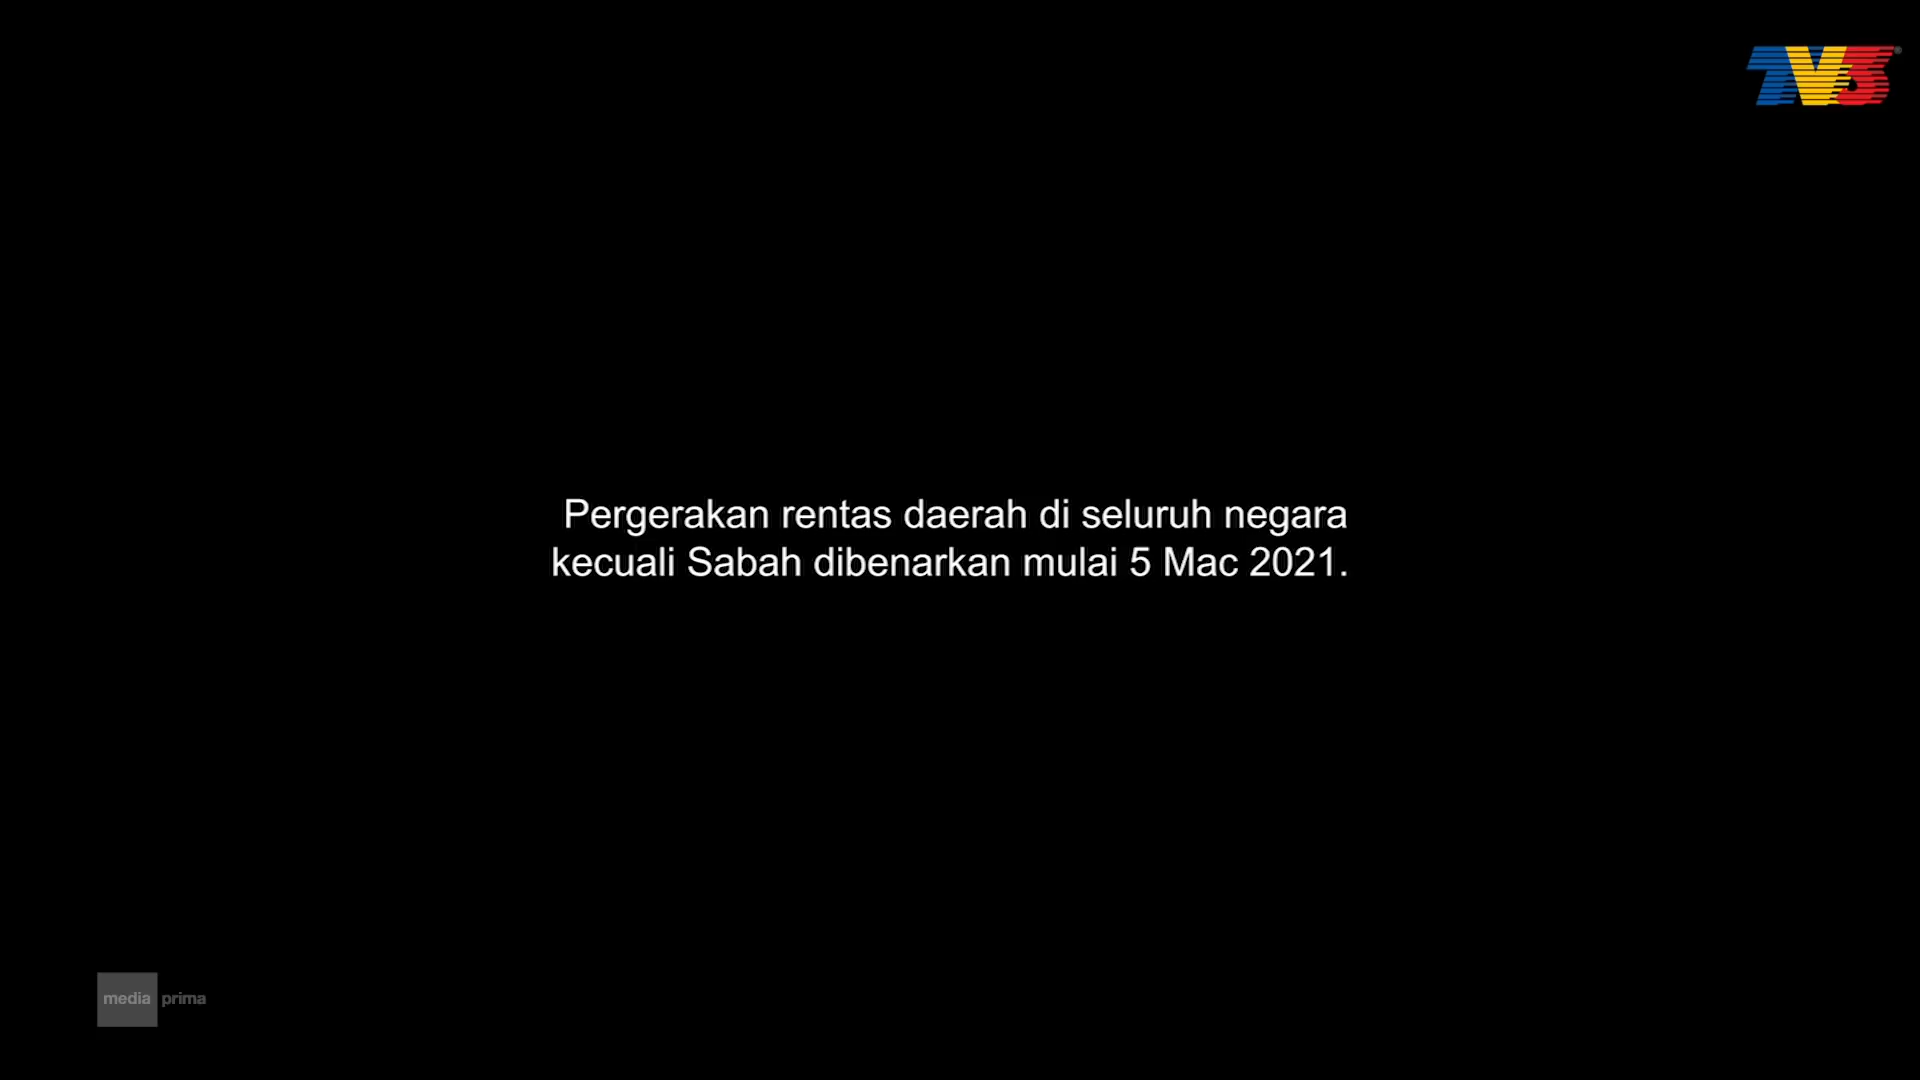 TV3
Pergerakan rentas daerah di seluruh negara
kecuali Sabah dibenarkan mulai 5 Mac 2021.
media prima